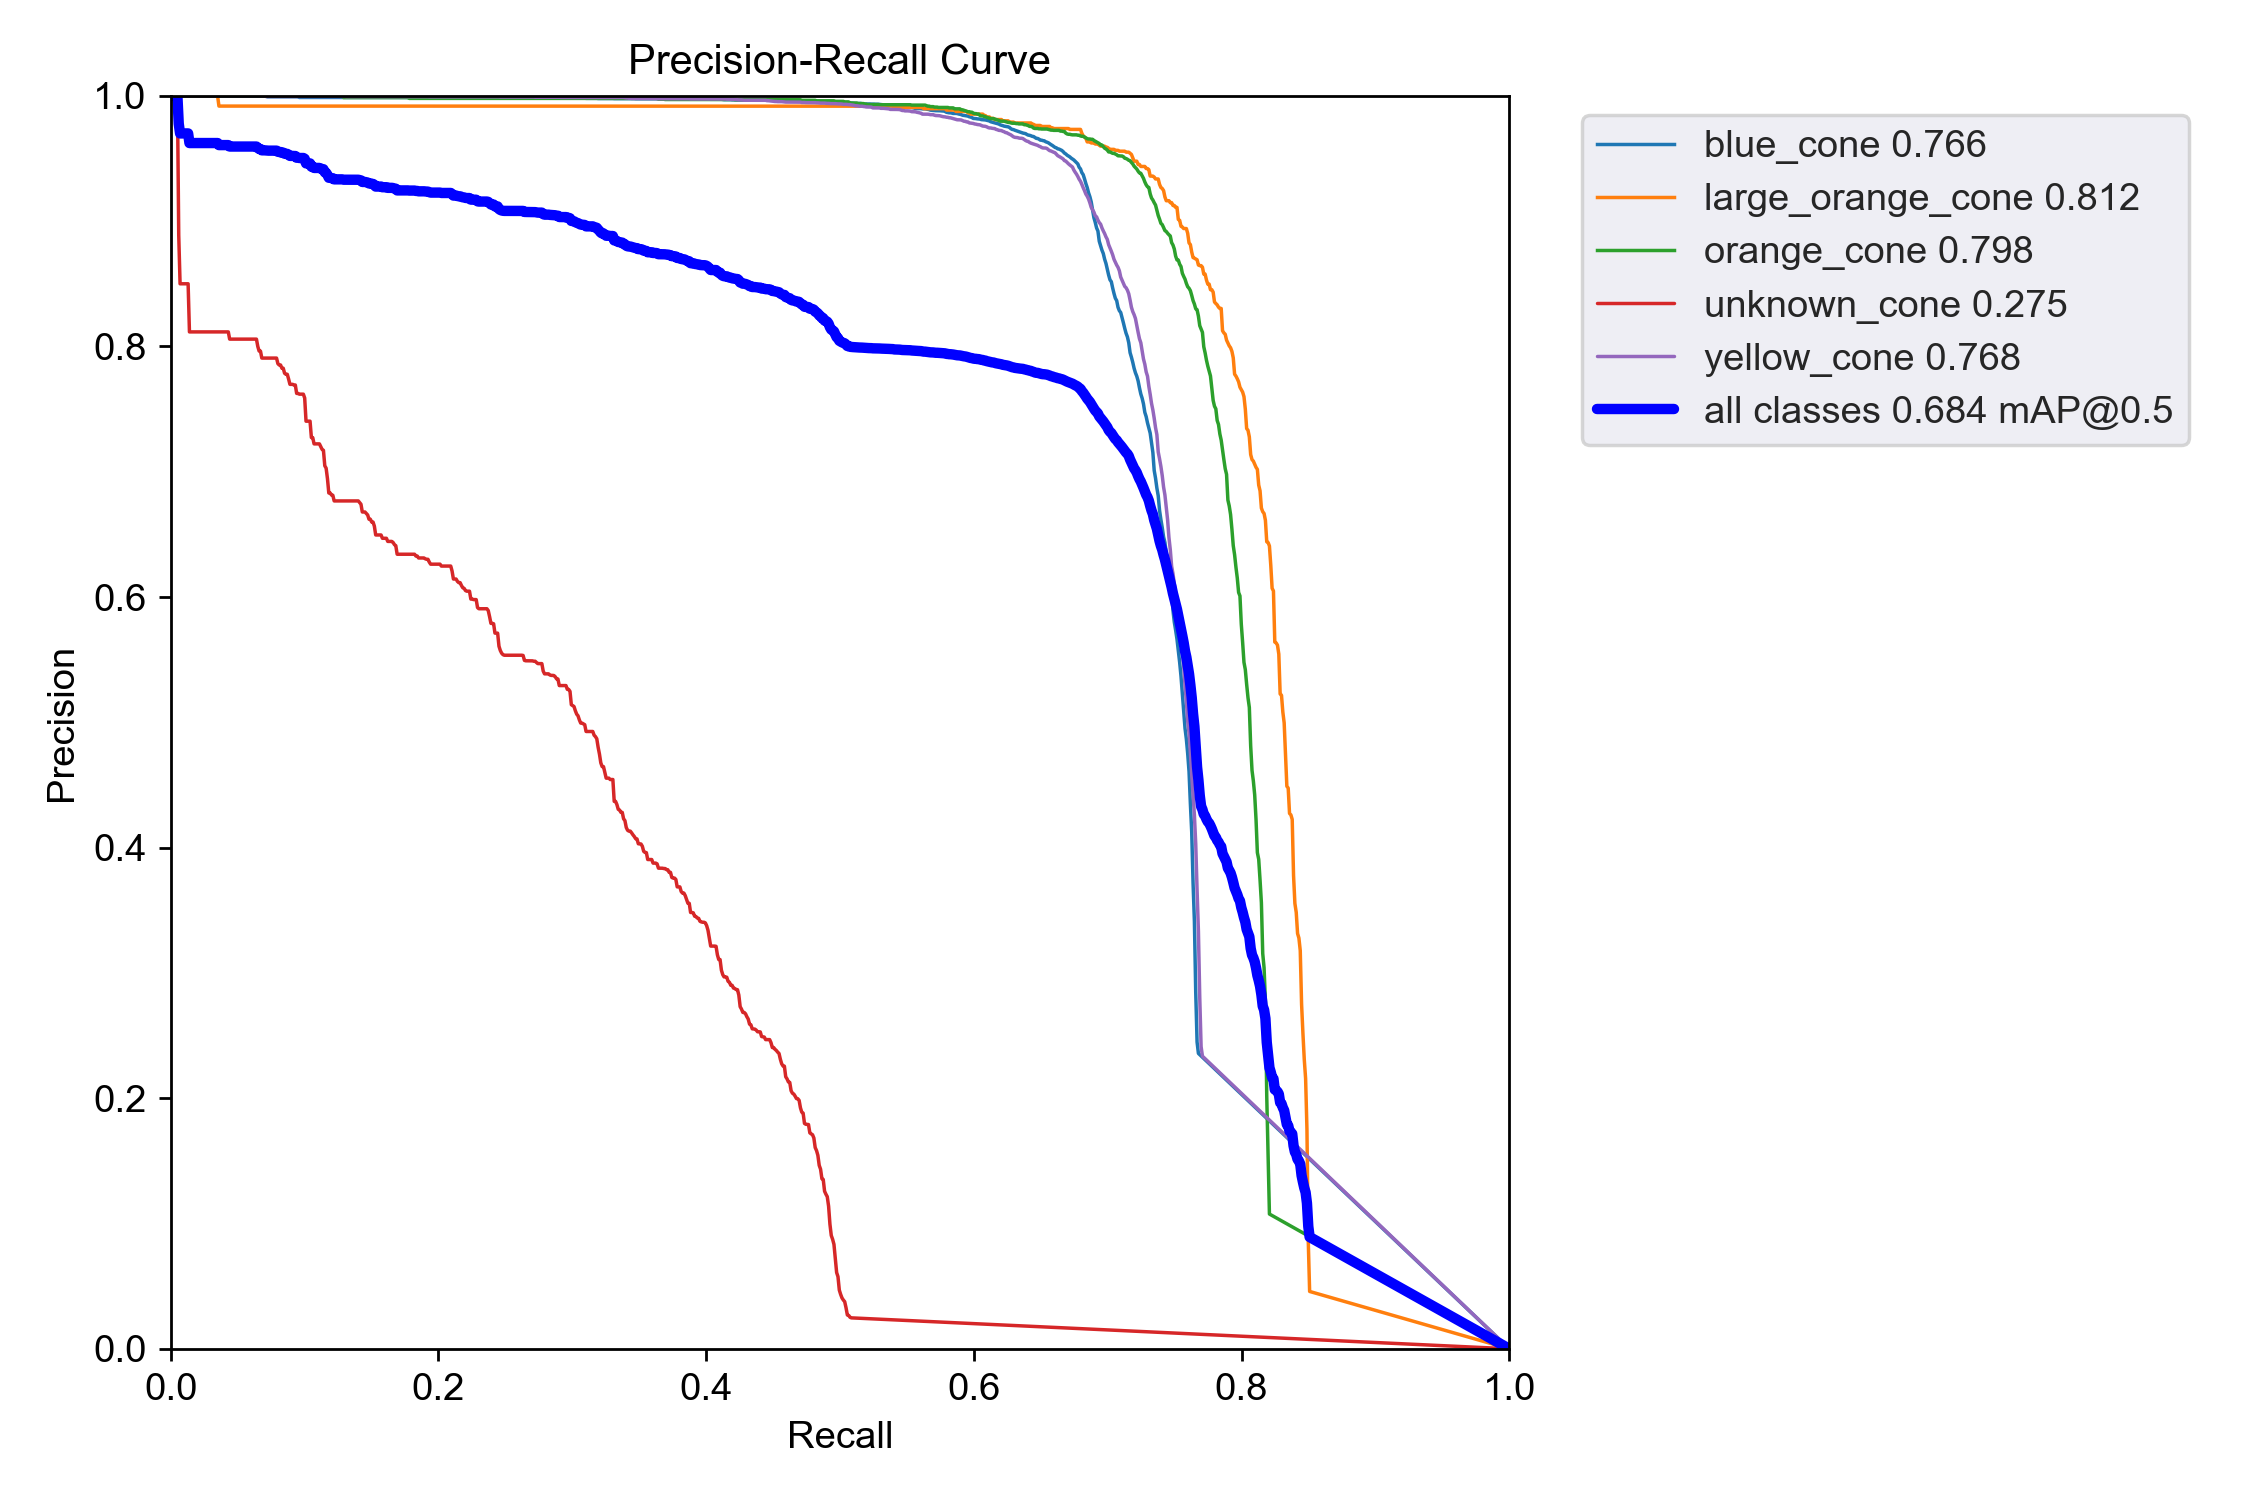 Precision-Recall Curve
1.0
0.8
0.6
0.4
0.2
0.0
Precision
0.0 0.2 0.4 0.6 0.8 1.0
Recall
blue_cone 0.766
large_orange_cone 0.812
orange_cone 0.798
unknown_cone 0.275
yellow_cone 0.768
all classes 0.684 mAP@0.5